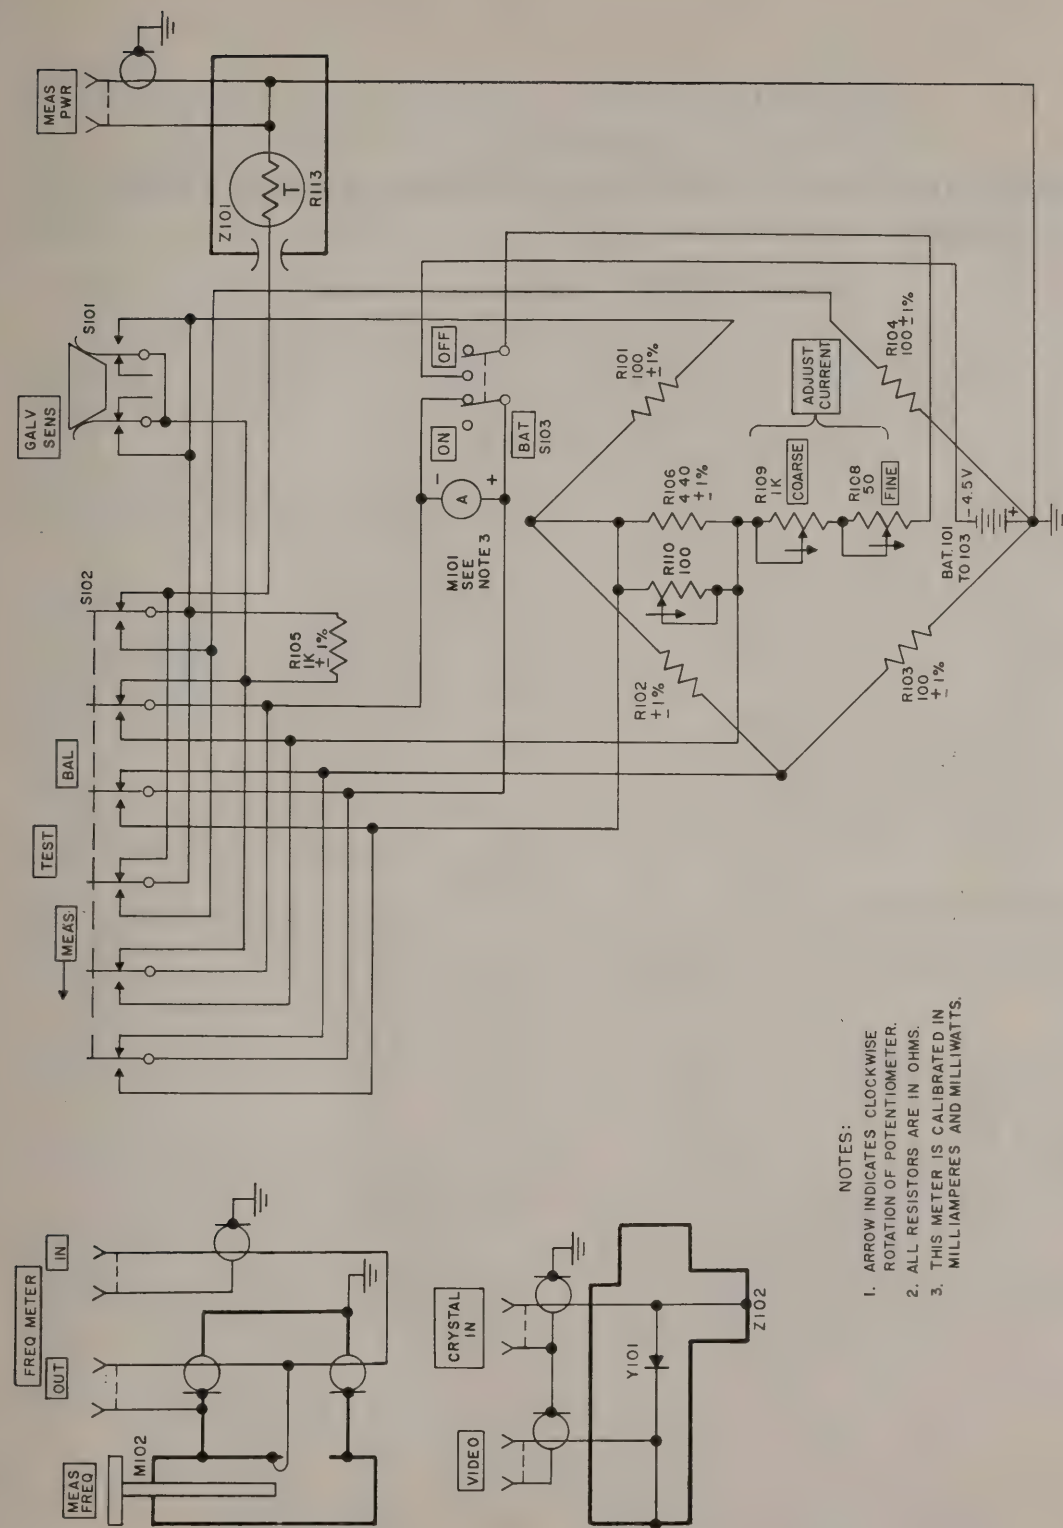 MEAS
PWR
Z101
R113
GALV
SENS
S101
S102
BAL
TEST
MEAS
R105
1K
± 1%
OFF
ON
BAT
S103
A
-
+
M101
SEE
NOTE 3
R101
100
±1%
R104
100 ±1%
ADJUST
CURRENT
R106
440
±1%
R109
1K
COARSE
R110
100
R108
50
FINE
R102
±1%
R103
100
±1%
BAT. 101
TO 103
-4.5V
+
FREQ METER
IN
OUT
MEAS
FREQ
M102
CRYSTAL
IN
VIDEO
Y101
Z102
NOTES:
1. ARROW INDICATES CLOCKWISE
ROTATION OF POTENTIOMETER.
2. ALL RESISTORS ARE IN OHMS.
3. THIS METER IS CALIBRATED IN
MILLIAMPERES AND MILLIWATTS.